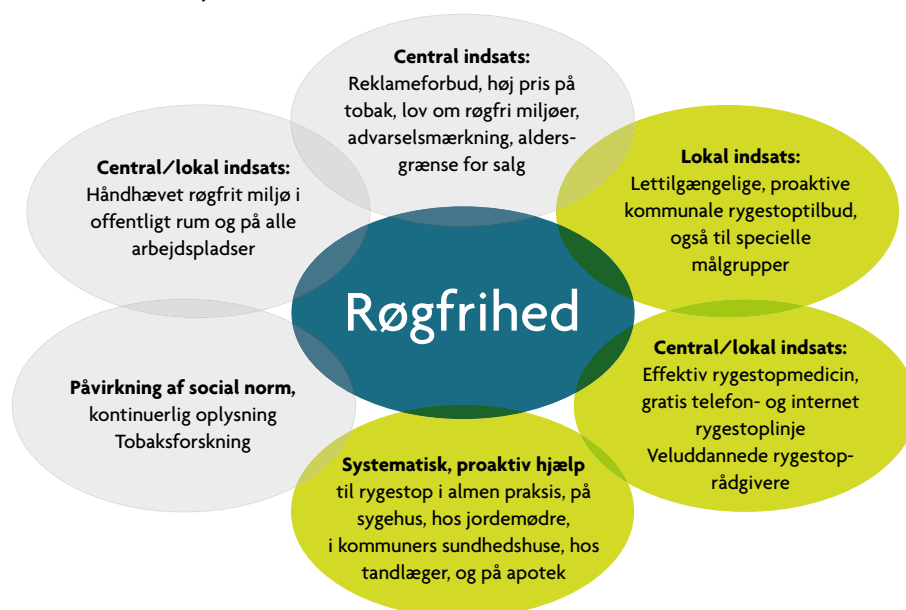 Central indsats:
Reklameforbud, høj pris på
tobak, lov om røgfri miljøer,
advarselsmærkning, alders-
grænse for salg
Central/lokal indsats:
Håndhævet røgfrit miljø i
offentligt rum og på alle
arbejdspladser
Lokal indsats:
Lettilgængelige, proaktive
kommunale rygestoptilbud,
også til specielle
målgrupper
Røgfrihed
Påvirkning af social norm,
kontinuerlig oplysning
Tobaksforskning
Central/lokal indsats:
Effektiv rygestopmedicin,
gratis telefon- og internet
rygestoplinje
Veluddannede rygestop-
rådgivere
Systematisk, proaktiv hjælp
til rygestop i almen praksis, på
sygehus, hos jordemødre,
i kommuners sundhedshuse, hos
tandlæger, og på apotek